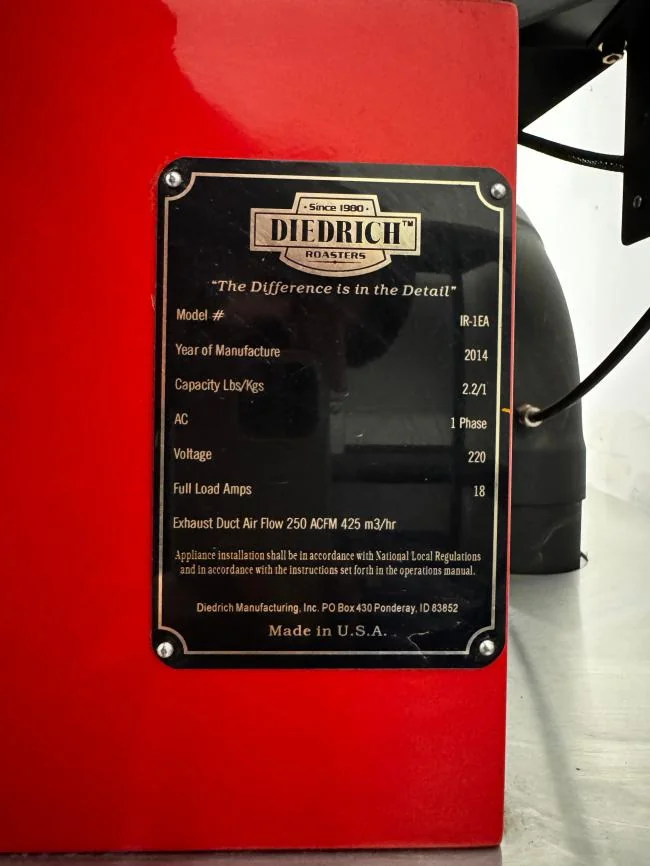 Since 1980
DIEDRICH™
ROASTERS
"The Difference is in the Detail"
Model # IR-1EA
Year of Manufacture 2014
Capacity Lbs/Kgs 2.2/1
AC 1 Phase
Voltage 220
Full Load Amps 18
Exhaust Duct Air Flow 250 ACFM 425 m3/hr
Appliance installation shall be in accordance with National Local Regulations
and in accordance with the instructions set forth in the operations manual.
Diedrich Manufacturing, Inc. PO Box 430 Ponderay, ID 83852
Made in U.S.A.